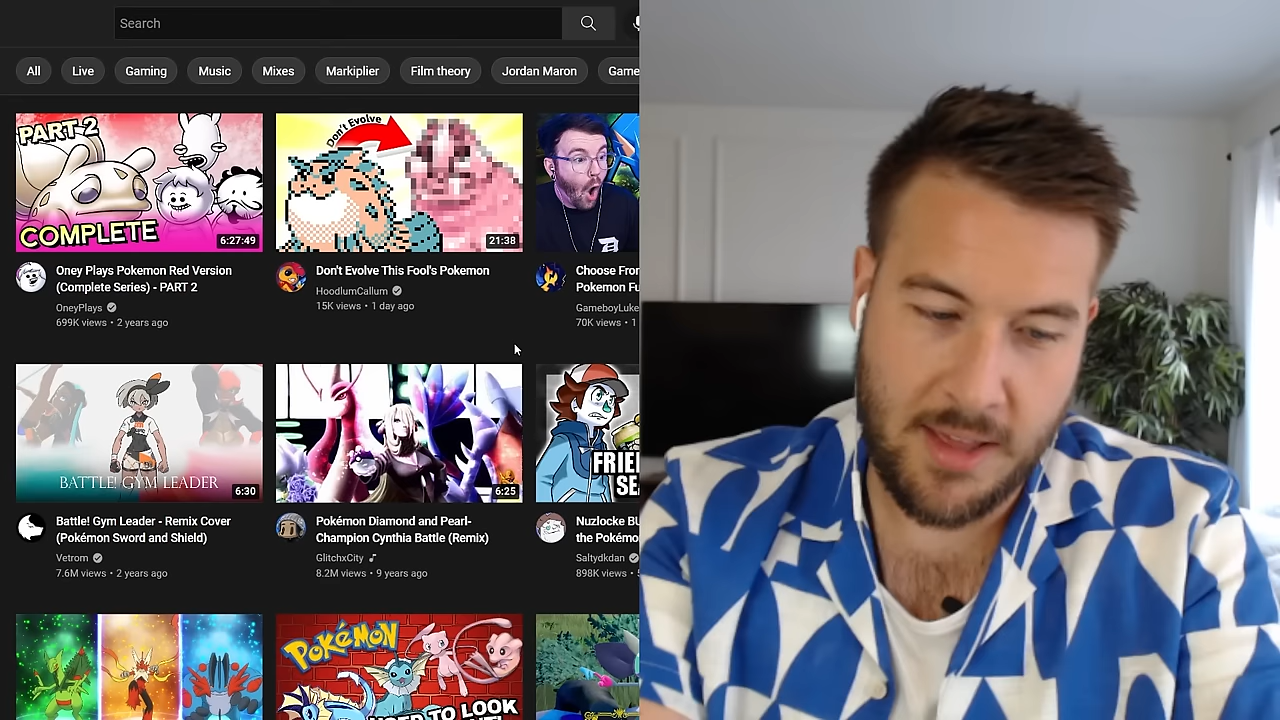 Search
All
Live
Gaming
Music
Mixes
Markiplier
Film theory
Jordan Maron
Game
PART 2
COMPLETE
6:27:49
Don't Evolve
21:38
Oney Plays Pokemon Red Version
(Complete Series) - PART 2
OneyPlays
699K views • 2 years ago
Don't Evolve This Fool's Pokemon
HoodlumCallum
15K views • 1 day ago
Choose Fro
Pokemon Fu
GameboyLuke
70K views • 1
BATTLE! GYM LEADER
6:30
6:25
FRIE
SE
Battle! Gym Leader - Remix Cover
(Pokémon Sword and Shield)
Vetrom
7.6M views • 2 years ago
Pokémon Diamond and Pearl-
Champion Cynthia Battle (Remix)
GlitchxCity
8.2M views • 9 years ago
Nuzlocke BU
the Pokémo
Saltydkdan
898K views •
POKéMON
TO LOOK